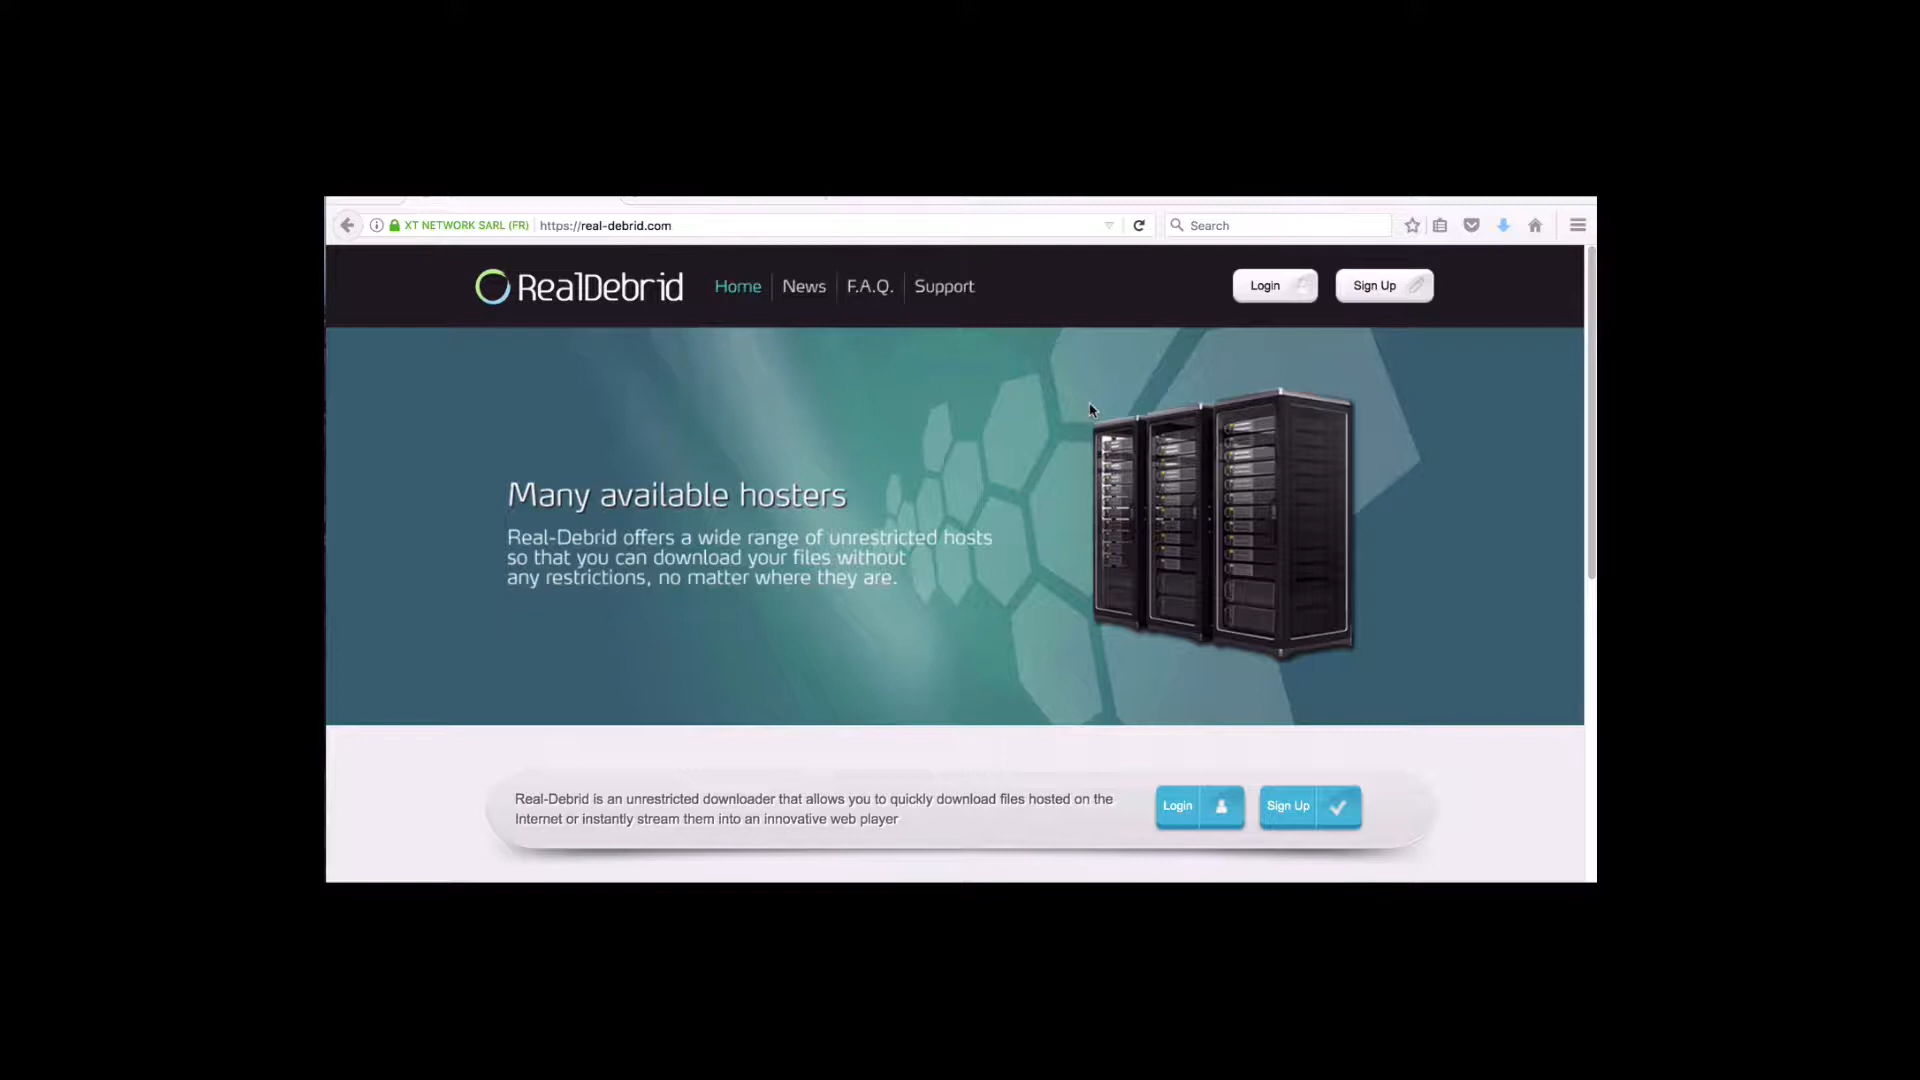 XT NETWORK SARL (FR) https://real-debrid.com Search
RealDebrid Home News F.A.Q. Support Login Sign Up
Many available hosters
Real-Debrid offers a wide range of unrestricted hosts
so that you can download your files without
any restrictions, no matter where they are.
Real-Debrid is an unrestricted downloader that allows you to quickly download files hosted on the
Internet or instantly stream them into an innovative web player
Login Sign Up